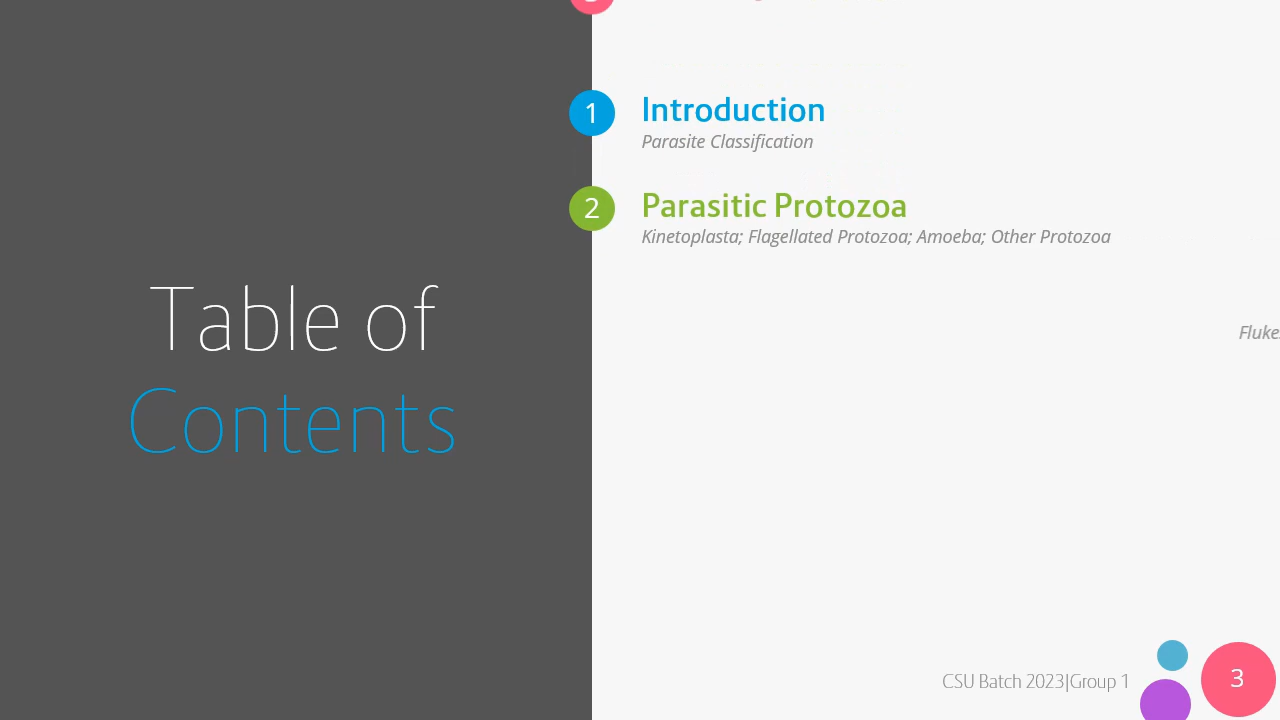 Table of
Contents
1
Introduction
Parasite Classification
2
Parasitic Protozoa
Kinetoplasta; Flagellated Protozoa; Amoeba; Other Protozoa
CSU Batch 2023|Group 1
3